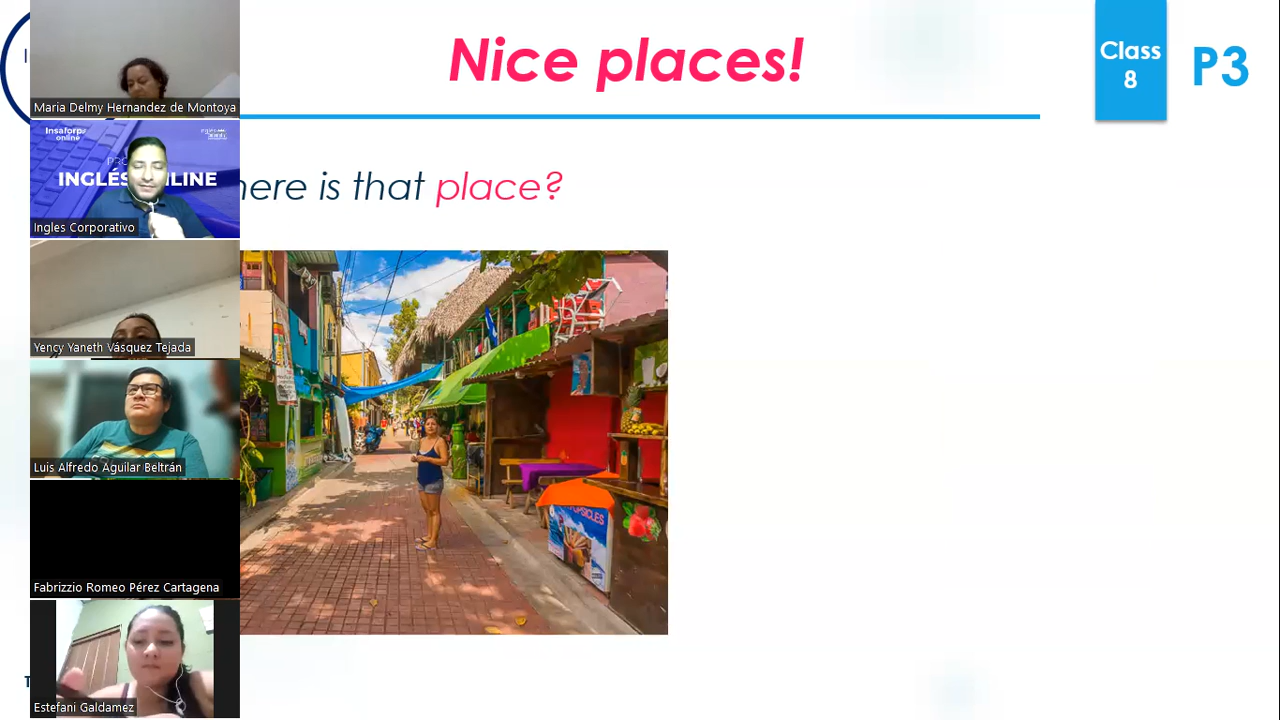 Nice places!
Class
8
P3
here is that place?
Maria Delmy Hernandez de Montoya
Insaforp
online
INGLÉS ONLINE
Ingles Corporativo
Yency Yaneth Vásquez Tejada
Luis Alfredo Aguilar Beltrán
Fabrizzio Romeo Pérez Cartagena
Estefani Galdamez